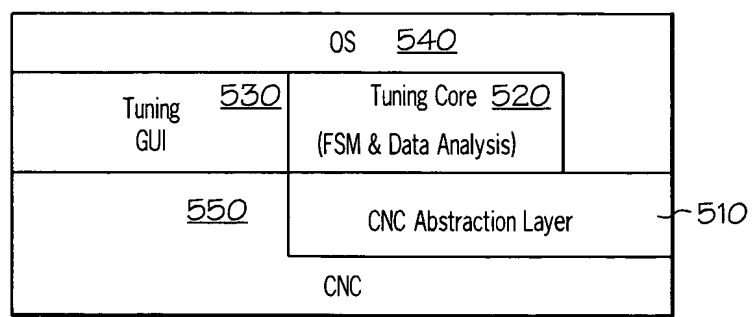 OS 540
Tuning GUI 530
Tuning Core 520
(FSM & Data Analysis)
550
CNC Abstraction Layer 510
CNC